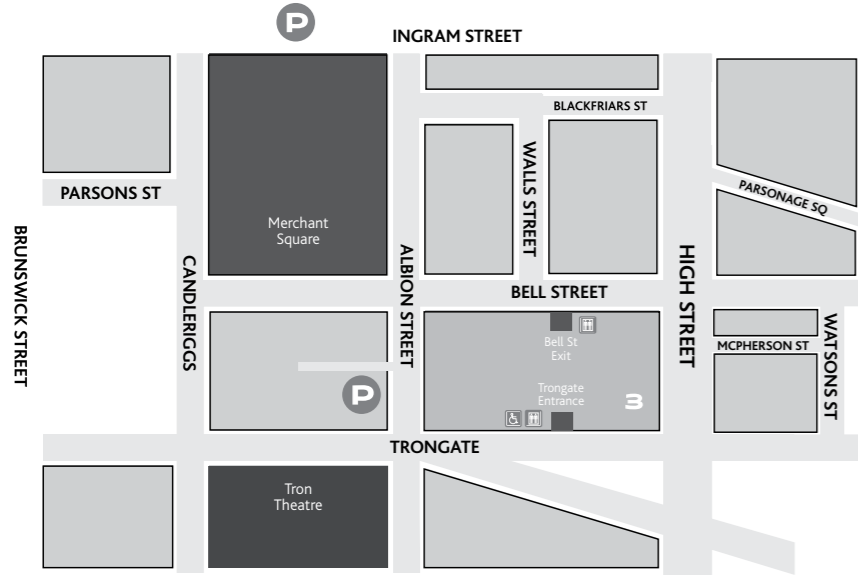 P
INGRAM STREET
BLACKFRIARS ST
WALLS STREET
PARSONS ST
PARSONAGE SQ
Merchant
Square
BRUNSWICK STREET
CANDLERIGGS
ALBION STREET
HIGH STREET
BELL STREET
Bell St
Exit
MCPHERSON ST
WATSONS ST
Trongate
Entrance
3
P
TRONGATE
Tron
Theatre